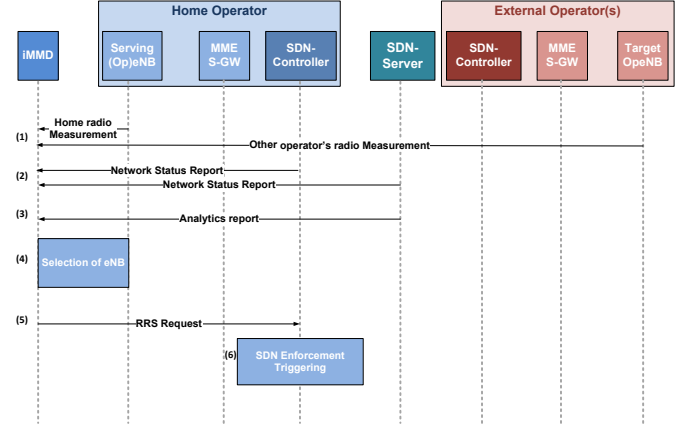 Home Operator
External Operator(s)
iMMD
Serving
(Op)eNB
MME
S-GW
SDN-
Controller
SDN-
Server
SDN-
Controller
MME
S-GW
Target
OpeNB
Home radio
Measurement
(1)
Other operator's radio Measurement
Network Status Report
(2)
Network Status Report
(3)
Analytics report
(4)
Selection of eNB
(5)
RRS Request
(6)
SDN Enforcement
Triggering